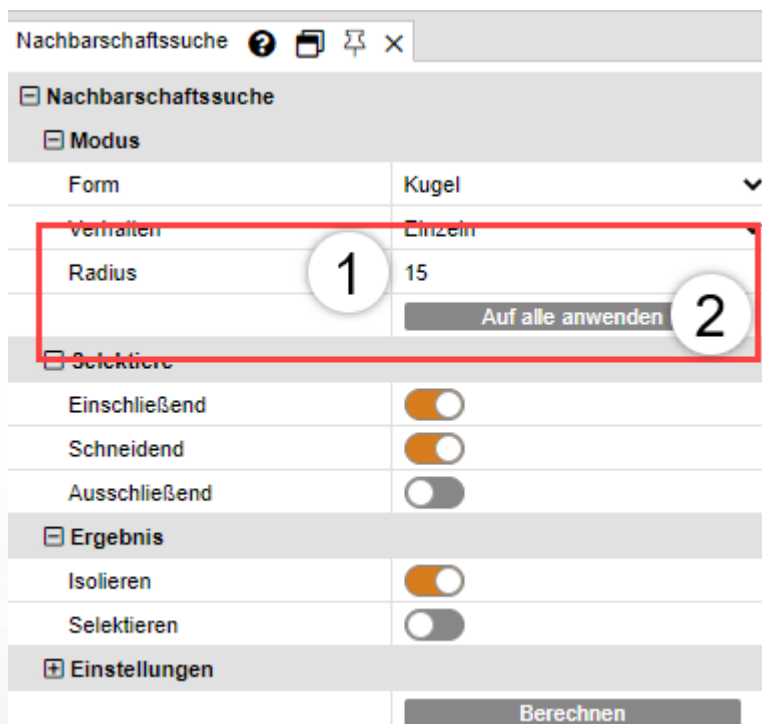 Nachbarschaftssuche
Nachbarschaftssuche
Modus
Form Kugel
Verhalten Einzeln
Radius 1 15
Auf alle anwenden 2
Selektiere
Einschließend
Schneidend
Ausschließend
Ergebnis
Isolieren
Selektieren
Einstellungen
Berechnen